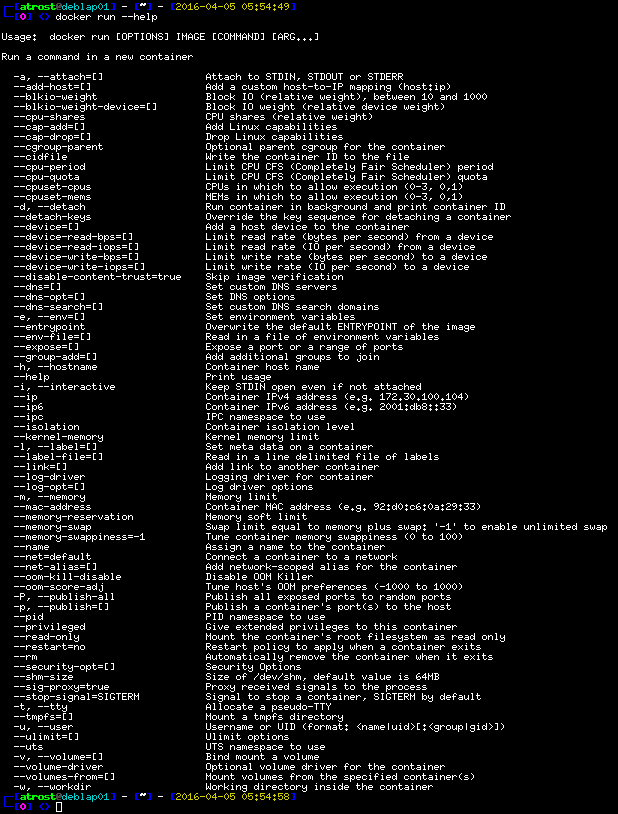 [atrost@deblap01] - [~] - [2016-04-05 05:54:49]
[0] <> docker run --help

Usage:  docker run [OPTIONS] IMAGE [COMMAND] [ARG...]

Run a command in a new container

  -a, --attach=[]                 Attach to STDIN, STDOUT or STDERR
  --add-host=[]                   Add a custom host-to-IP mapping (host:ip)
  --blkio-weight                  Block IO (relative weight), between 10 and 1000
  --blkio-weight-device=[]        Block IO weight (relative device weight)
  --cpu-shares                    CPU shares (relative weight)
  --cap-add=[]                    Add Linux capabilities
  --cap-drop=[]                   Drop Linux capabilities
  --cgroup-parent                 Optional parent cgroup for the container
  --cidfile                       Write the container ID to the file
  --cpu-period                    Limit CPU CFS (Completely Fair Scheduler) period
  --cpu-quota                     Limit CPU CFS (Completely Fair Scheduler) quota
  --cpuset-cpus                   CPUs in which to allow execution (0-3, 0,1)
  --cpuset-mems                   MEMs in which to allow execution (0-3, 0,1)
  -d, --detach                    Run container in background and print container ID
  --detach-keys                   Override the key sequence for detaching a container
  --device=[]                     Add a host device to the container
  --device-read-bps=[]            Limit read rate (bytes per second) from a device
  --device-read-iops=[]           Limit read rate (IO per second) from a device
  --device-write-bps=[]           Limit write rate (bytes per second) to a device
  --device-write-iops=[]          Limit write rate (IO per second) to a device
  --disable-content-trust=true    Skip image verification
  --dns=[]                        Set custom DNS servers
  --dns-opt=[]                    Set DNS options
  --dns-search=[]                 Set custom DNS search domains
  -e, --env=[]                    Set environment variables
  --entrypoint                    Overwrite the default ENTRYPOINT of the image
  --env-file=[]                   Read in a file of environment variables
  --expose=[]                     Expose a port or a range of ports
  --group-add=[]                  Add additional groups to join
  -h, --hostname                  Container host name
  --help                          Print usage
  -i, --interactive               Keep STDIN open even if not attached
  --ip                            Container IPv4 address (e.g. 172.30.100.104)
  --ip6                           Container IPv6 address (e.g. 2001:db8::33)
  --ipc                           IPC namespace to use
  --isolation                     Container isolation level
  --kernel-memory                 Kernel memory limit
  -l, --label=[]                  Set meta data on a container
  --label-file=[]                 Read in a line delimited file of labels
  --link=[]                       Add link to another container
  --log-driver                    Logging driver for container
  --log-opt=[]                    Log driver options
  -m, --memory                    Memory limit
  --mac-address                   Container MAC address (e.g. 92:d0:c6:0a:29:33)
  --memory-reservation            Memory soft limit
  --memory-swap                   Swap limit equal to memory plus swap: '-1' to enable unlimited swap
  --memory-swappiness=-1          Tune container memory swappiness (0 to 100)
  --name                          Assign a name to the container
  --net=default                   Connect a container to a network
  --net-alias=[]                  Add network-scoped alias for the container
  --oom-kill-disable              Disable OOM Killer
  --oom-score-adj                 Tune host's OOM preferences (-1000 to 1000)
  -P, --publish-all               Publish all exposed ports to random ports
  -p, --publish=[]                Publish a container's port(s) to the host
  --pid                           PID namespace to use
  --privileged                    Give extended privileges to this container
  --read-only                     Mount the container's root filesystem as read only
  --restart=no                    Restart policy to apply when a container exits
  --rm                            Automatically remove the container when it exits
  --security-opt=[]               Security Options
  --shm-size                      Size of /dev/shm, default value is 64MB
  --sig-proxy=true                Proxy received signals to the process
  --stop-signal=SIGTERM           Signal to stop a container, SIGTERM by default
  -t, --tty                       Allocate a pseudo-TTY
  --tmpfs=[]                      Mount a tmpfs directory
  -u, --user                      Username or UID (format: <name|uid>[:<group|gid>])
  --ulimit=[]                     Ulimit options
  --uts                           UTS namespace to use
  -v, --volume=[]                 Bind mount a volume
  --volume-driver                 Optional volume driver for the container
  --volumes-from=[]               Mount volumes from the specified container(s)
  -w, --workdir                   Working directory inside the container
[atrost@deblap01] - [~] - [2016-04-05 05:54:58]
[0] <>